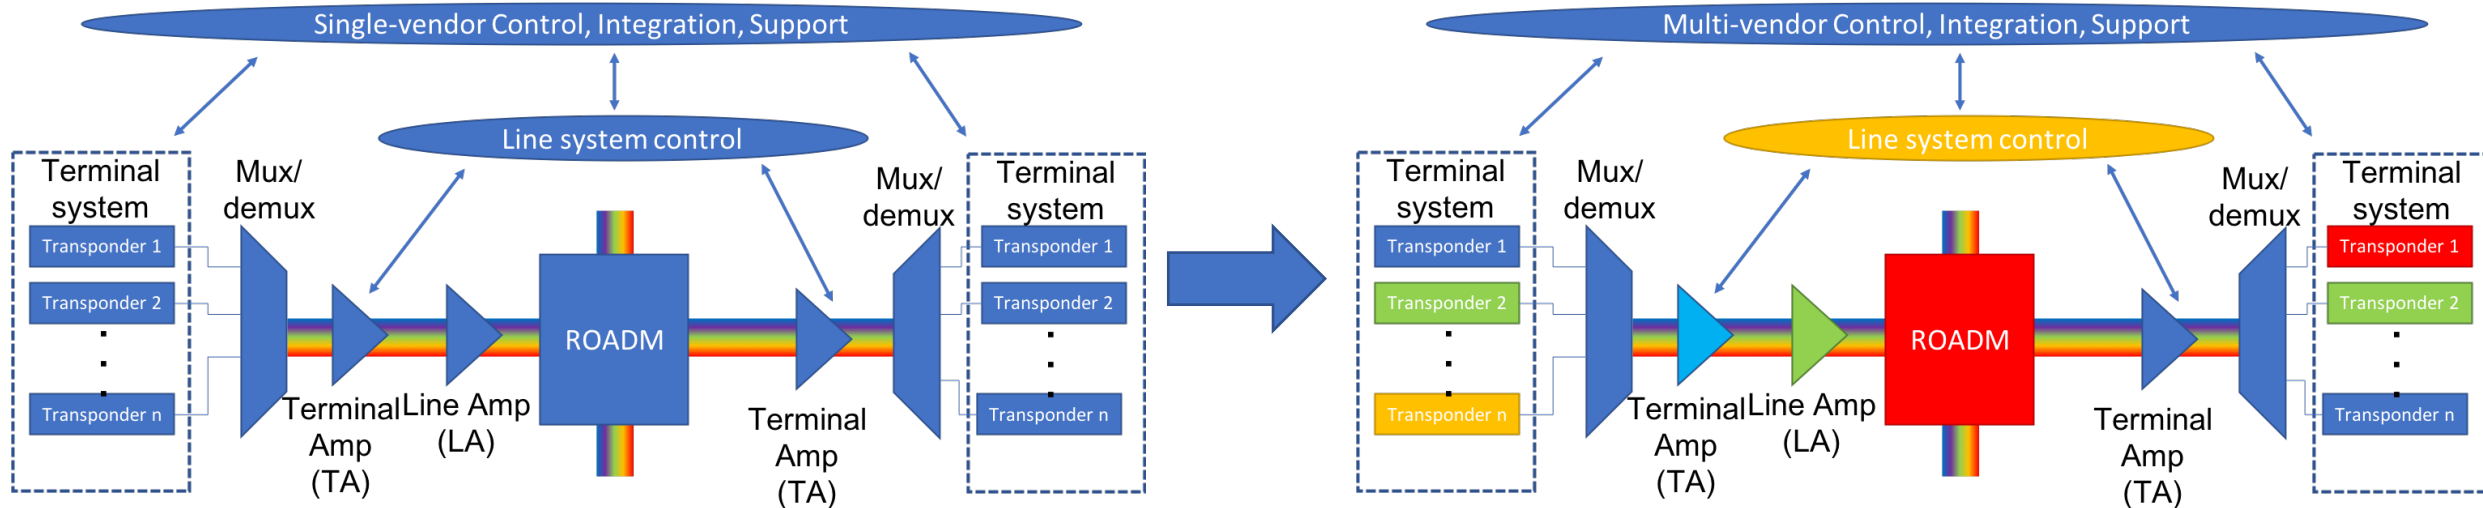 Single-vendor Control, Integration, Support
Line system control
Terminal
system
Transponder 1
Transponder 2
Transponder n
Mux/
demux
Terminal
Amp
(TA)
Line Amp
(LA)
ROADM
Terminal
Amp
(TA)
Mux/
demux
Terminal
system
Transponder 1
Transponder 2
Transponder n
Multi-vendor Control, Integration, Support
Line system control
Terminal
system
Transponder 1
Transponder 2
Transponder n
Mux/
demux
Terminal
Amp
(TA)
Line Amp
(LA)
ROADM
Terminal
Amp
(TA)
Mux/
demux
Terminal
system
Transponder 1
Transponder 2
Transponder n